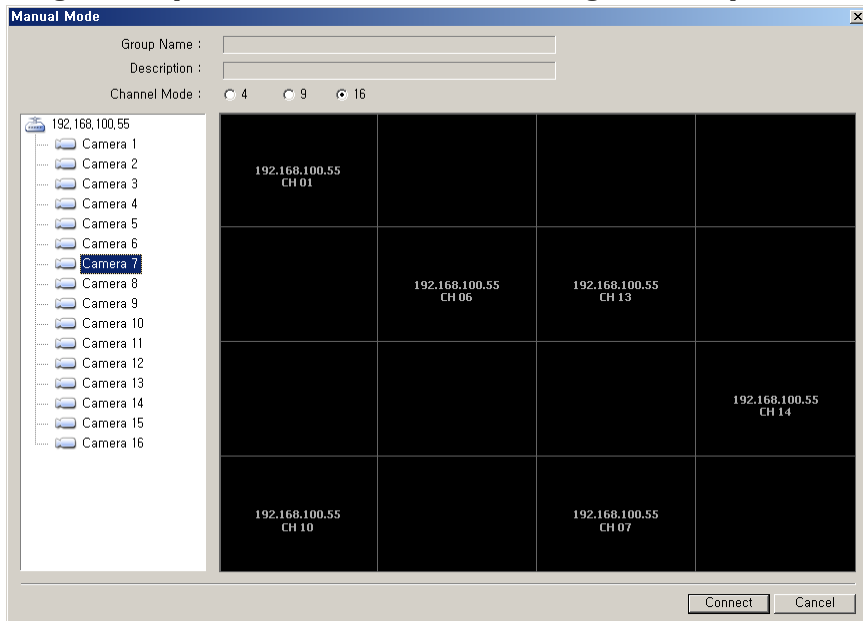 Manual Mode
Group Name :
Description :
Channel Mode :
4
9
16
192,168,100,55
Camera 1
Camera 2
Camera 3
Camera 4
Camera 5
Camera 6
Camera 7
Camera 8
Camera 9
Camera 10
Camera 11
Camera 12
Camera 13
Camera 14
Camera 15
Camera 16
192.168.100.55
CH 01
192.168.100.55
CH 06
192.168.100.55
CH 13
192.168.100.55
CH 14
192.168.100.55
CH 10
192.168.100.55
CH 07
Connect
Cancel